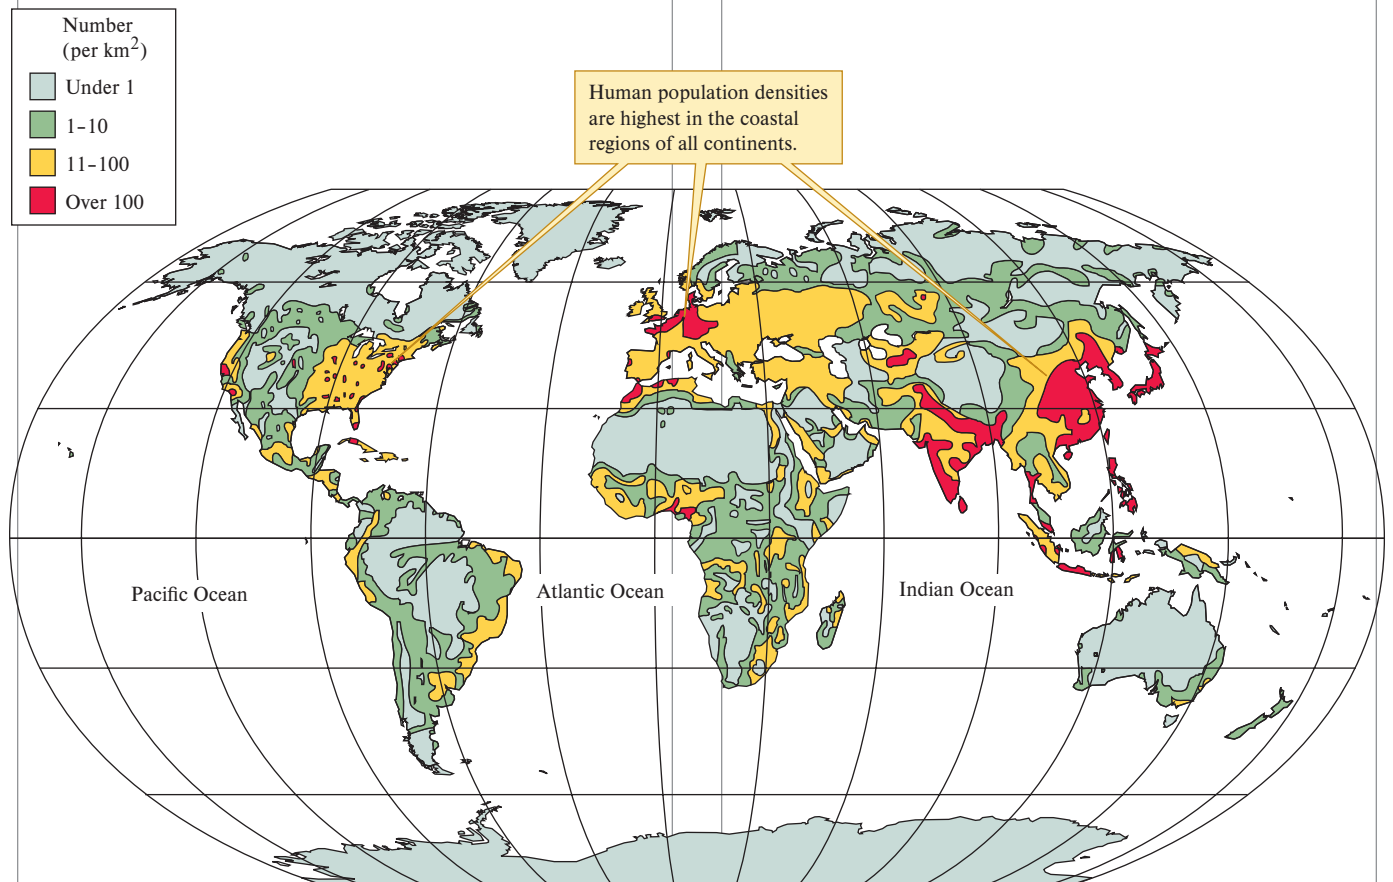 Number
(per km²)
Under 1
1–10
11–100
Over 100
Human population densities
are highest in the coastal
regions of all continents.
Pacific Ocean
Atlantic Ocean
Indian Ocean